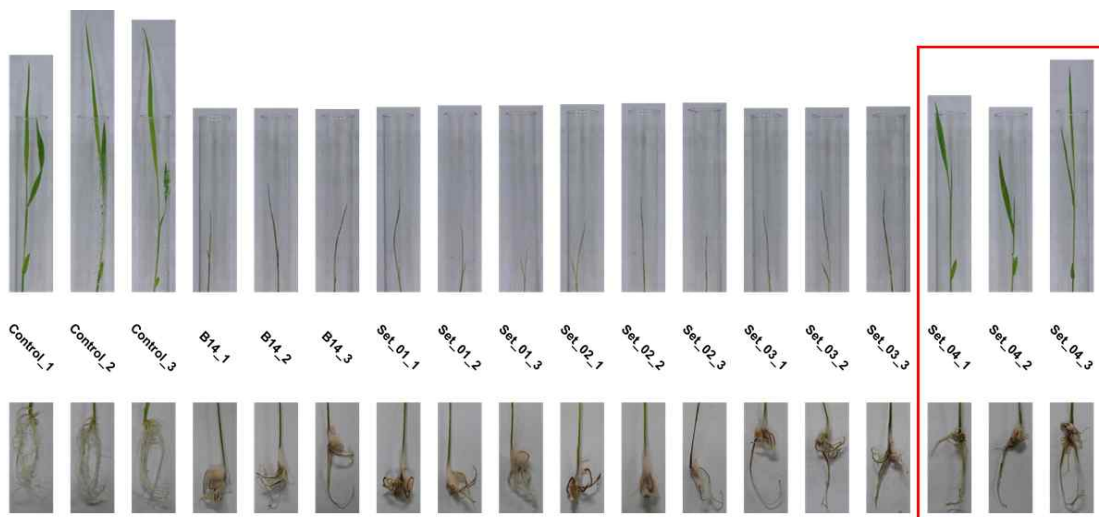 Control_1
Control_2
Control_3
B14_1
B14_2
B14_3
Set_01_1
Set_01_2
Set_01_3
Set_02_1
Set_02_2
Set_02_3
Set_03_1
Set_03_2
Set_03_3
Set_04_1
Set_04_2
Set_04_3